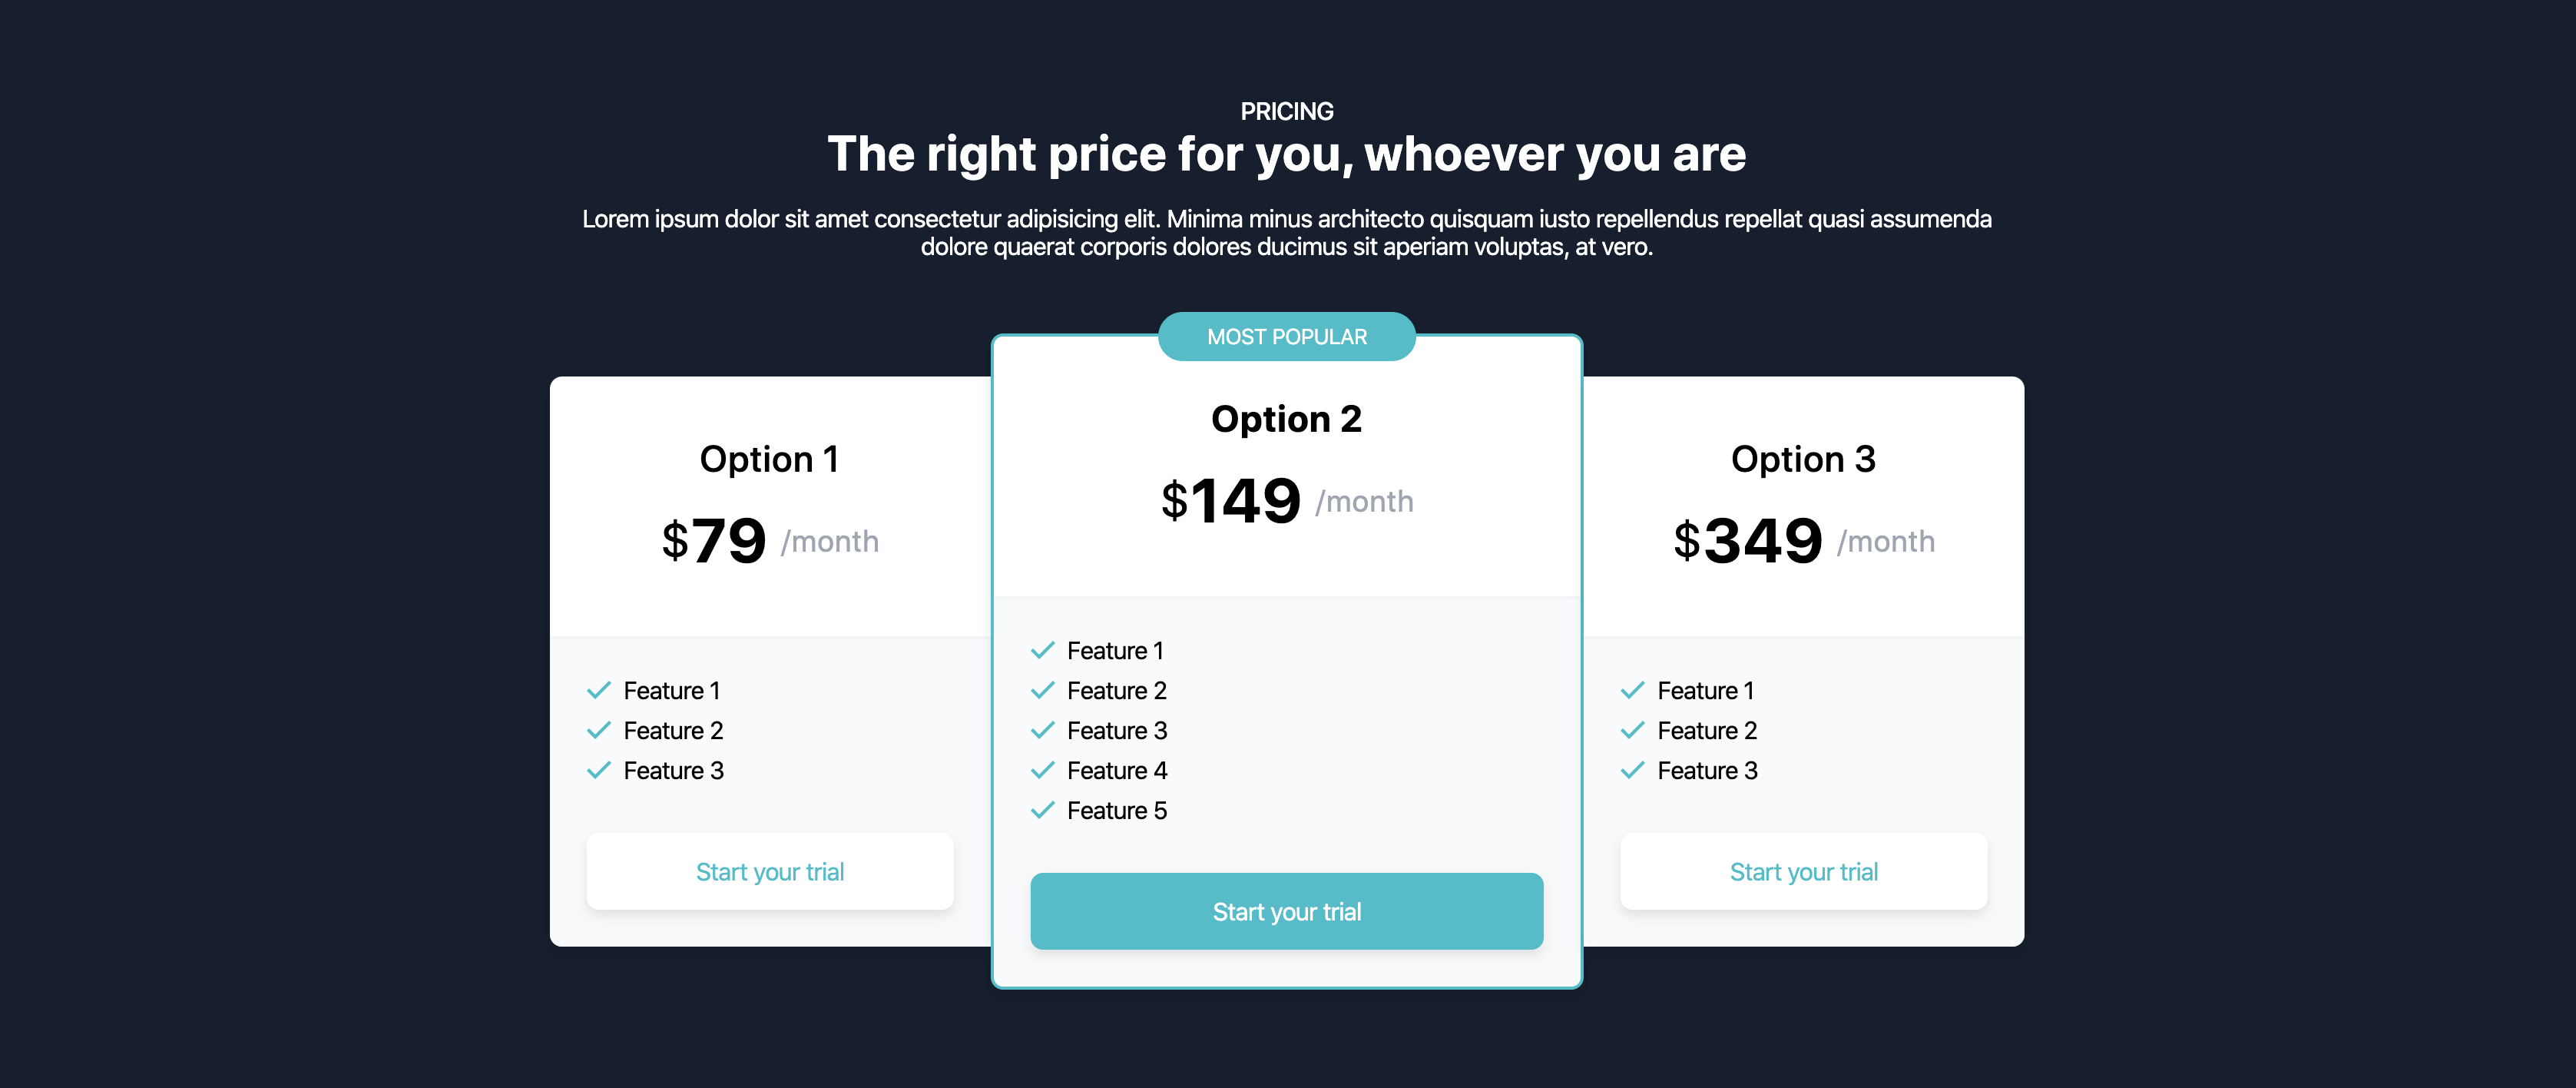 PRICING
The right price for you, whoever you are
Lorem ipsum dolor sit amet consectetur adipisicing elit. Minima minus architecto quisquam iusto repellendus repellat quasi assumenda
dolore quaerat corporis dolores ducimus sit aperiam voluptas, at vero.
Option 1
$79 /month
Feature 1
Feature 2
Feature 3
Start your trial
MOST POPULAR
Option 2
$149 /month
Feature 1
Feature 2
Feature 3
Feature 4
Feature 5
Start your trial
Option 3
$349 /month
Feature 1
Feature 2
Feature 3
Start your trial